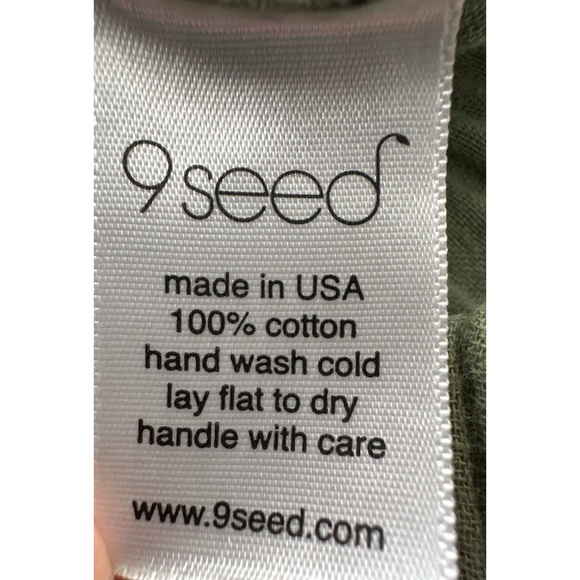 9seed
made in USA
100% cotton
hand wash cold
lay flat to dry
handle with care
www.9seed.com